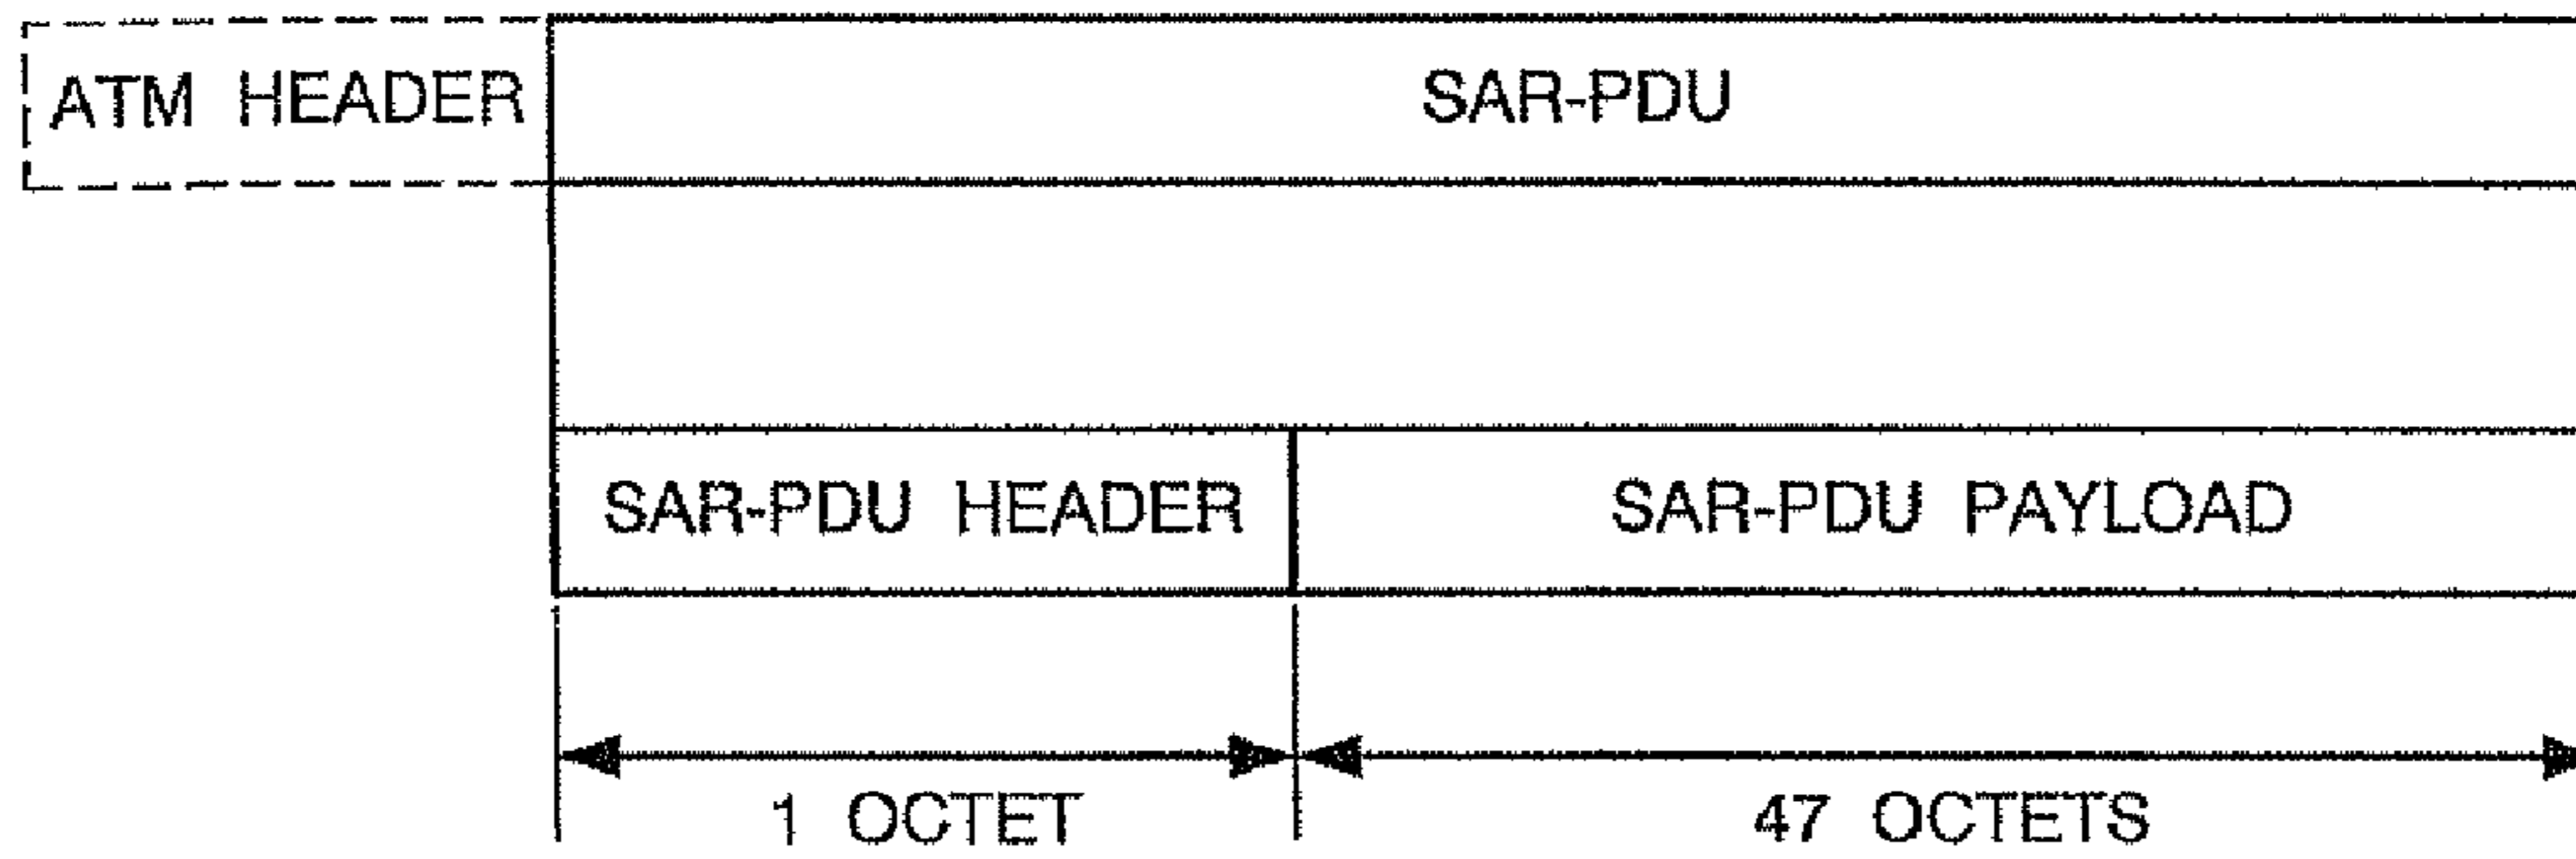 ATM HEADER SAR-PDU
SAR-PDU HEADER SAR-PDU PAYLOAD
1 OCTET 47 OCTETS